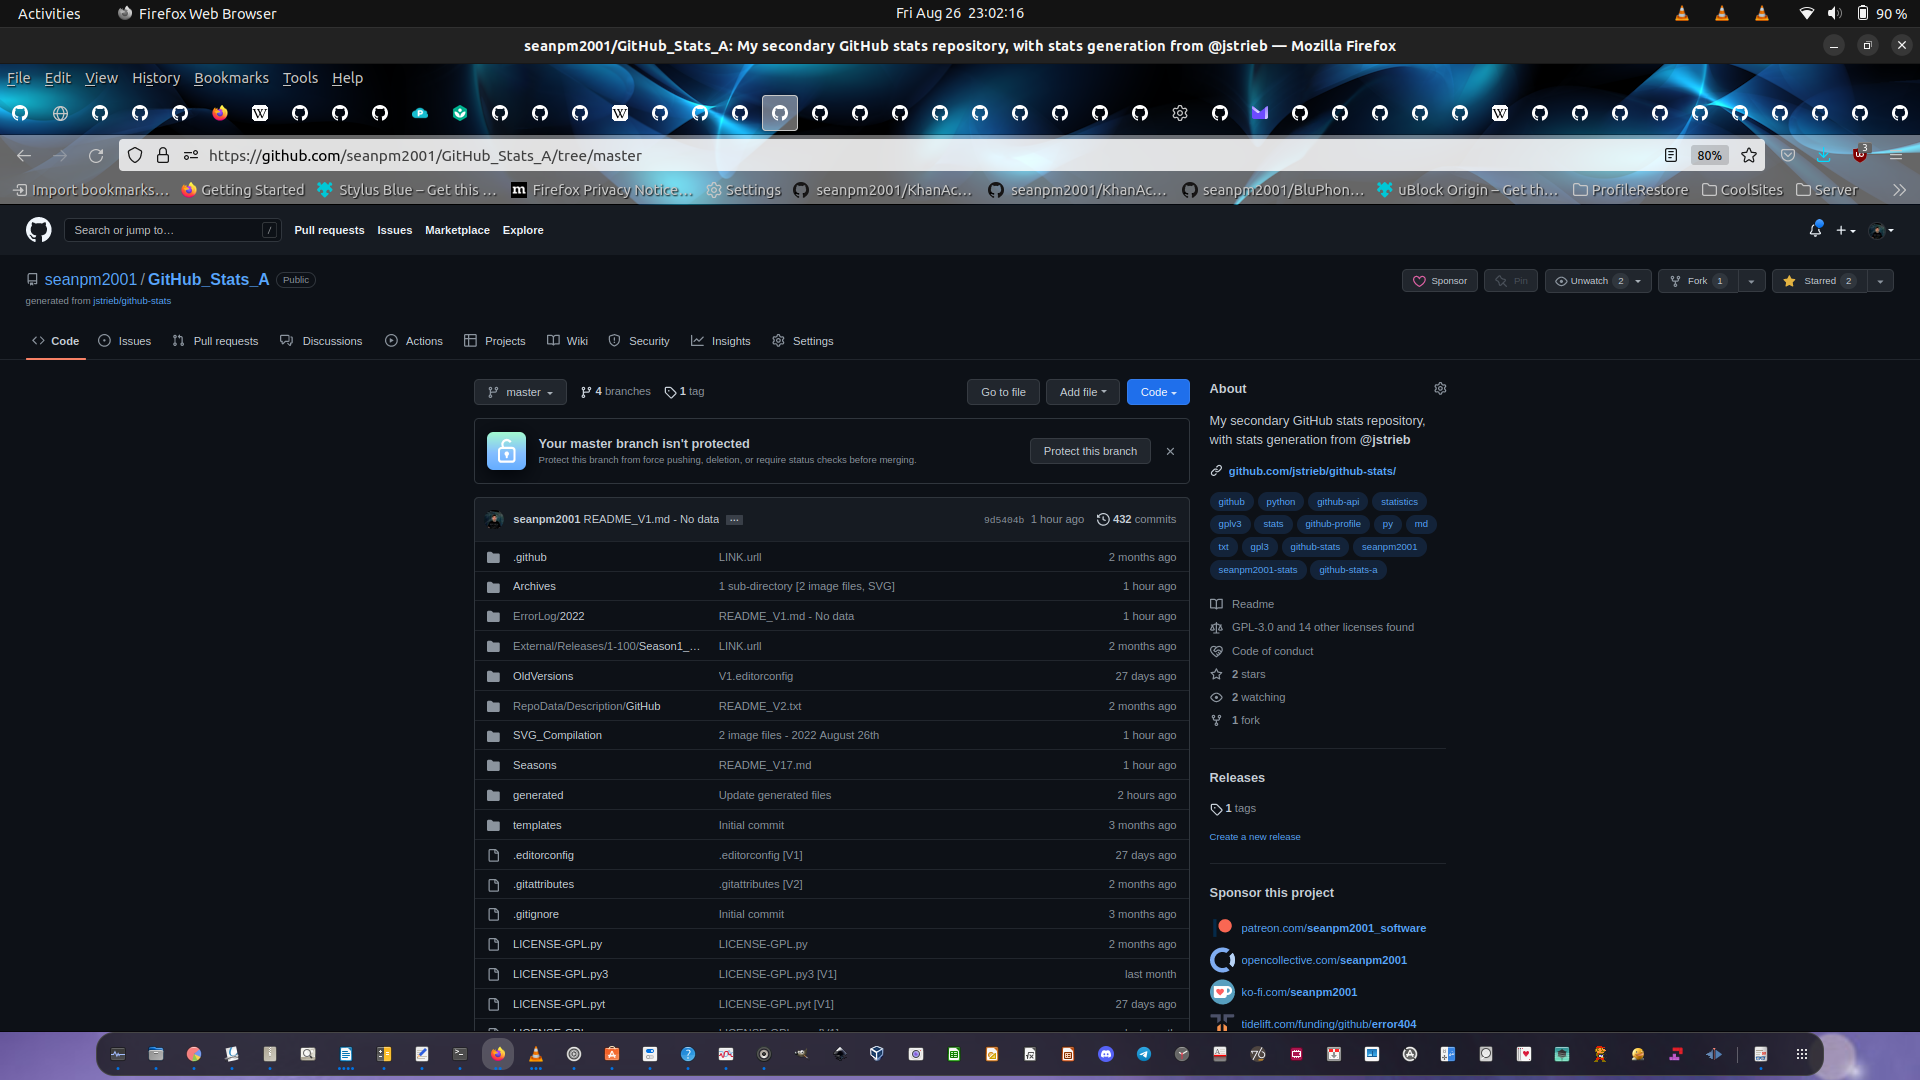 Activities
Firefox Web Browser
Fri Aug 26 23:02:16
90 %
seanpm2001/GitHub_Stats_A: My secondary GitHub stats repository, with stats generation from @jstrieb — Mozilla Firefox
File Edit View History Bookmarks Tools Help
https://github.com/seanpm2001/GitHub_Stats_A/tree/master
80%
3
Import bookmarks…
Getting Started
Stylus Blue – Get this …
Firefox Privacy Notice…
Settings
seanpm2001/KhanAc…
seanpm2001/KhanAc…
seanpm2001/BluPhon…
uBlock Origin – Get th…
ProfileRestore
CoolSites
Server
Search or jump to…
/
Pull requests
Issues
Marketplace
Explore
seanpm2001 / GitHub_Stats_A
Public
generated from jstrieb/github-stats
Sponsor
Pin
Unwatch 2
Fork 1
Starred 2
Code
Issues
Pull requests
Discussions
Actions
Projects
Wiki
Security
Insights
Settings
master
4 branches
1 tag
Go to file
Add file
Code
Your master branch isn't protected
Protect this branch from force pushing, deletion, or require status checks before merging.
Protect this branch
seanpm2001 README_V1.md - No data
9d5404b 1 hour ago
432 commits
.github LINK.urll 2 months ago
Archives 1 sub-directory [2 image files, SVG] 1 hour ago
ErrorLog/2022 README_V1.md - No data 1 hour ago
External/Releases/1-100/Season1_… LINK.urll 2 months ago
OldVersions V1.editorconfig 27 days ago
RepoData/Description/GitHub README_V2.txt 2 months ago
SVG_Compilation 2 image files - 2022 August 26th 1 hour ago
Seasons README_V17.md 1 hour ago
generated Update generated files 2 hours ago
templates Initial commit 3 months ago
.editorconfig .editorconfig [V1] 27 days ago
.gitattributes .gitattributes [V2] 2 months ago
.gitignore Initial commit 3 months ago
LICENSE-GPL.py LICENSE-GPL.py 2 months ago
LICENSE-GPL.py3 LICENSE-GPL.py3 [V1] last month
LICENSE-GPL.pyt LICENSE-GPL.pyt [V1] 27 days ago
About
My secondary GitHub stats repository,
with stats generation from @jstrieb
github.com/jstrieb/github-stats/
github python github-api statistics
gplv3 stats github-profile py md
txt gpl3 github-stats seanpm2001
seanpm2001-stats github-stats-a
Readme
GPL-3.0 and 14 other licenses found
Code of conduct
2 stars
2 watching
1 fork
Releases
1 tags
Create a new release
Sponsor this project
patreon.com/seanpm2001_software
opencollective.com/seanpm2001
ko-fi.com/seanpm2001
tidelift.com/funding/github/error404